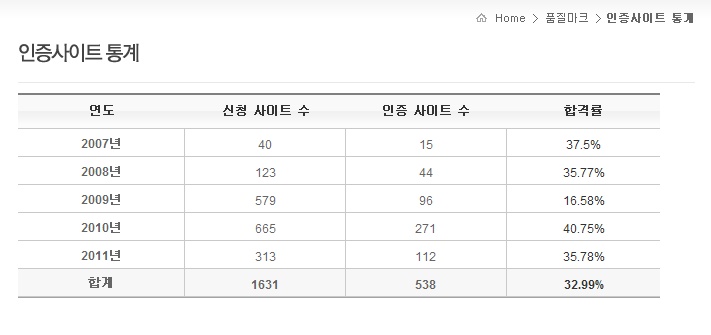 Home > 품질마크 > 인증사이트 통계
인증사이트 통계
연도 신청 사이트 수 인증 사이트 수 합격률
2007년 40 15 37.5%
2008년 123 44 35.77%
2009년 579 96 16.58%
2010년 665 271 40.75%
2011년 313 112 35.78%
합계 1631 538 32.99%